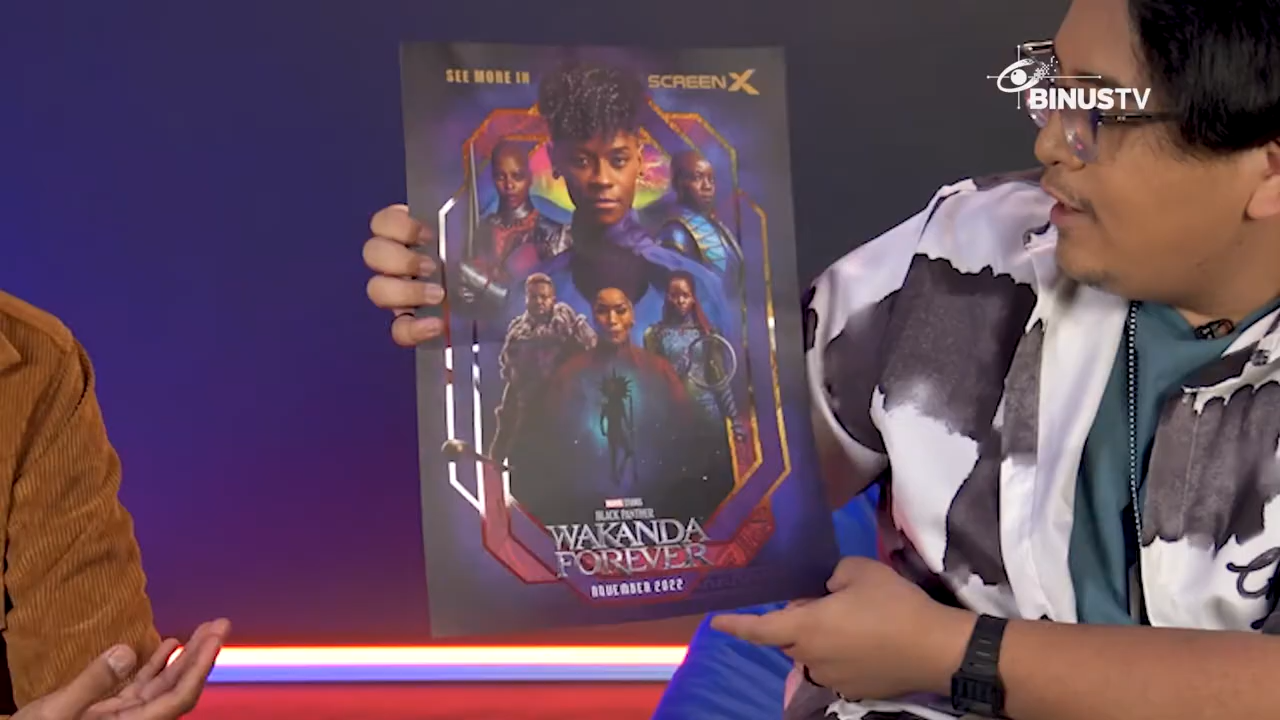 SEE MORE IN
SCREENX
BINUSTV
MARVEL STUDIOS
BLACK PANTHER
WAKANDA
FOREVER
NOVEMBER 2022